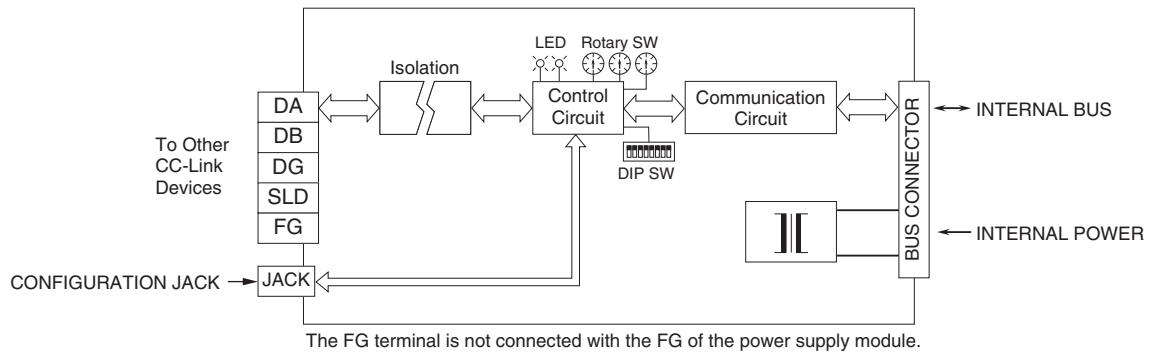 LED
Rotary SW
Isolation
DA
DB
DG
SLD
FG
To Other
CC-Link
Devices
Control
Circuit
Communication
Circuit
DIP SW
BUS CONNECTOR
INTERNAL BUS
INTERNAL POWER
CONFIGURATION JACK
JACK
The FG terminal is not connected with the FG of the power supply module.